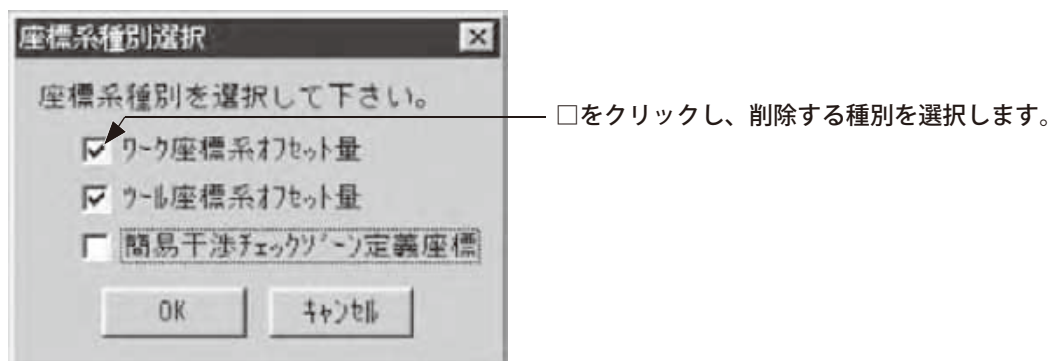 座標系種別選択
座標系種別を選択して下さい。
□をクリックし、削除する種別を選択します。
ﾜｰｸ座標系ｵﾌｾｯﾄ量
ﾂｰﾙ座標系ｵﾌｾｯﾄ量
簡易干渉ﾁｪｯｸｿﾞｰﾝ定義座標
OK
ｷｬﾝｾﾙ